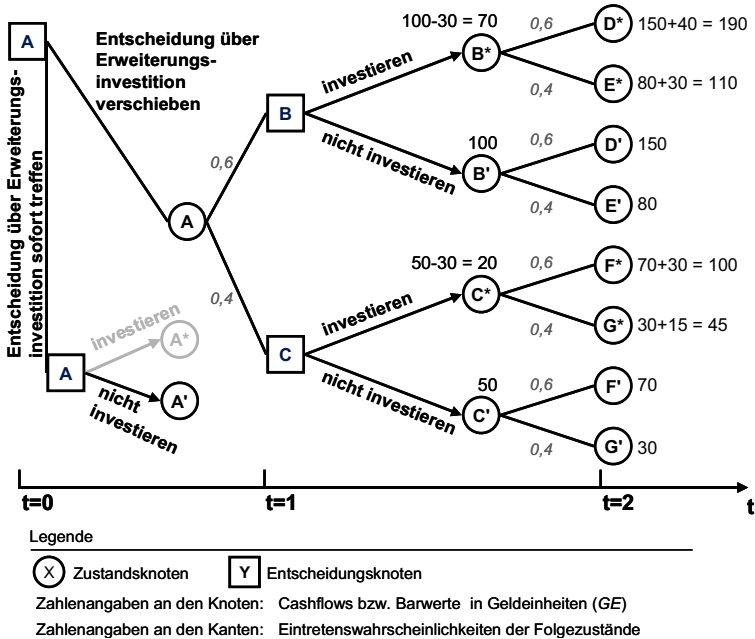 A
Entscheidung über Erweiterungs-
investition sofort treffen
Entscheidung über
Erweiterungs-
investition
verschieben
A
0,6
0,4
B
investieren
nicht investieren
100-30 = 70
B*
0,6
0,4
D*
150+40 = 190
E*
80+30 = 110
100
B'
0,6
0,4
D'
150
E'
80
C
investieren
nicht investieren
50-30 = 20
C*
0,6
0,4
F*
70+30 = 100
G*
30+15 = 45
50
C'
0,6
0,4
F'
70
G'
30
A
investieren
A*
nicht
investieren
A'
t=0
t=1
t=2
t
Legende
X
Zustandsknoten
Y
Entscheidungsknoten
Zahlenangaben an den Knoten: Cashflows bzw. Barwerte in Geldeinheiten (GE)
Zahlenangaben an den Kanten: Eintretenswahrscheinlichkeiten der Folgezustände